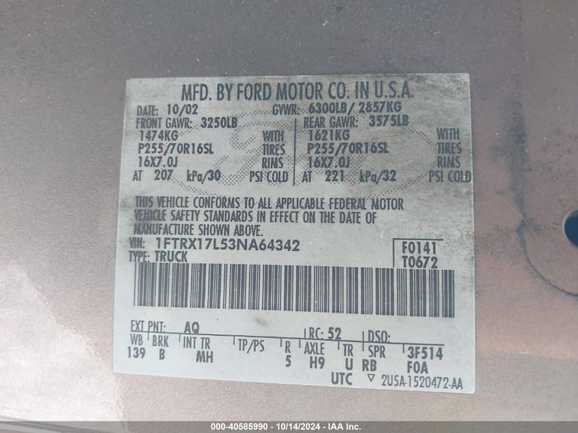 MFD. BY FORD MOTOR CO. IN U.S.A.
DATE: 10/02 GVWR: 6300LB/ 2857KG
FRONT GAWR: 3250LB REAR GAWR: 3575LB
1474KG WITH 1621KG WITH
P255/70R16SL TIRES P255/70R16SL TIRES
16X7.0J RIMS 16X7.0J RIMS
AT 207 kPa/30 PSI COLD AT 221 kPa/32 PSI COLD
THIS VEHICLE CONFORMS TO ALL APPLICABLE FEDERAL MOTOR
VEHICLE SAFETY STANDARDS IN EFFECT ON THE DATE OF
MANUFACTURE SHOWN ABOVE.
VIN: 1FTRX17L53NA64342 F0141
TYPE: TRUCK T0672
EXT PNT: AQ RC: 52 DSO:
WB BRK INT TR TP/PS R AXLE TR SPR 3F514
139 B MH 5 H9 U RB F0A
UTC ▽ 2USA-1520472-AA
000-40585990 - 10/14/2024 - IAA Inc.